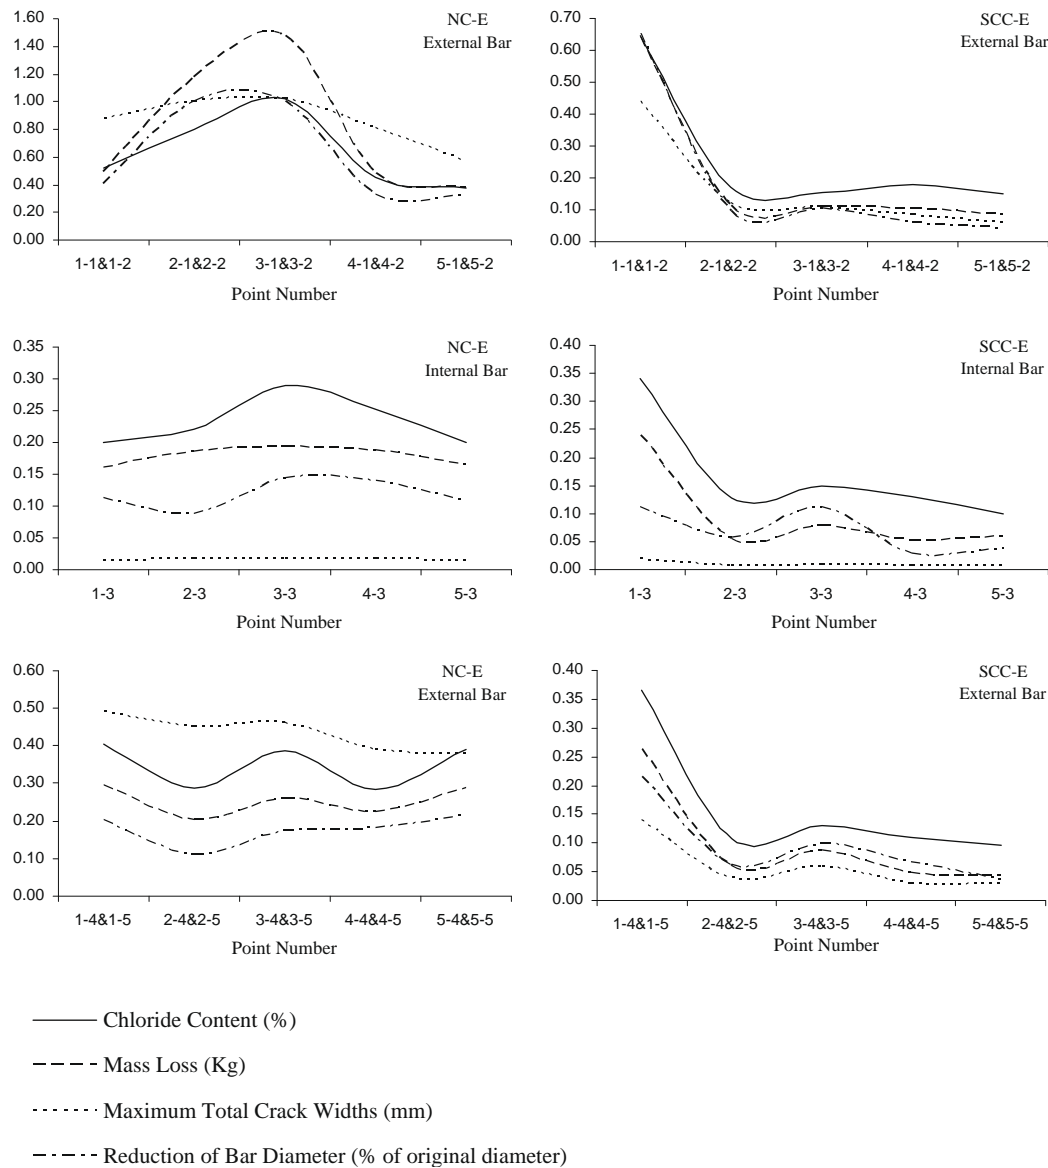 NC-E
External Bar
1.60
1.40
1.20
1.00
0.80
0.60
0.40
0.20
0.00
1-1&1-2 2-1&2-2 3-1&3-2 4-1&4-2 5-1&5-2
Point Number
SCC-E
External Bar
0.70
0.60
0.50
0.40
0.30
0.20
0.10
0.00
1-1&1-2 2-1&2-2 3-1&3-2 4-1&4-2 5-1&5-2
Point Number
NC-E
Internal Bar
0.35
0.30
0.25
0.20
0.15
0.10
0.05
0.00
1-3 2-3 3-3 4-3 5-3
Point Number
SCC-E
Internal Bar
0.40
0.35
0.30
0.25
0.20
0.15
0.10
0.05
0.00
1-3 2-3 3-3 4-3 5-3
Point Number
NC-E
External Bar
0.60
0.50
0.40
0.30
0.20
0.10
0.00
1-4&1-5 2-4&2-5 3-4&3-5 4-4&4-5 5-4&5-5
Point Number
SCC-E
External Bar
0.40
0.35
0.30
0.25
0.20
0.15
0.10
0.05
0.00
1-4&1-5 2-4&2-5 3-4&3-5 4-4&4-5 5-4&5-5
Point Number
Chloride Content (%)
Mass Loss (Kg)
Maximum Total Crack Widths (mm)
Reduction of Bar Diameter (% of original diameter)